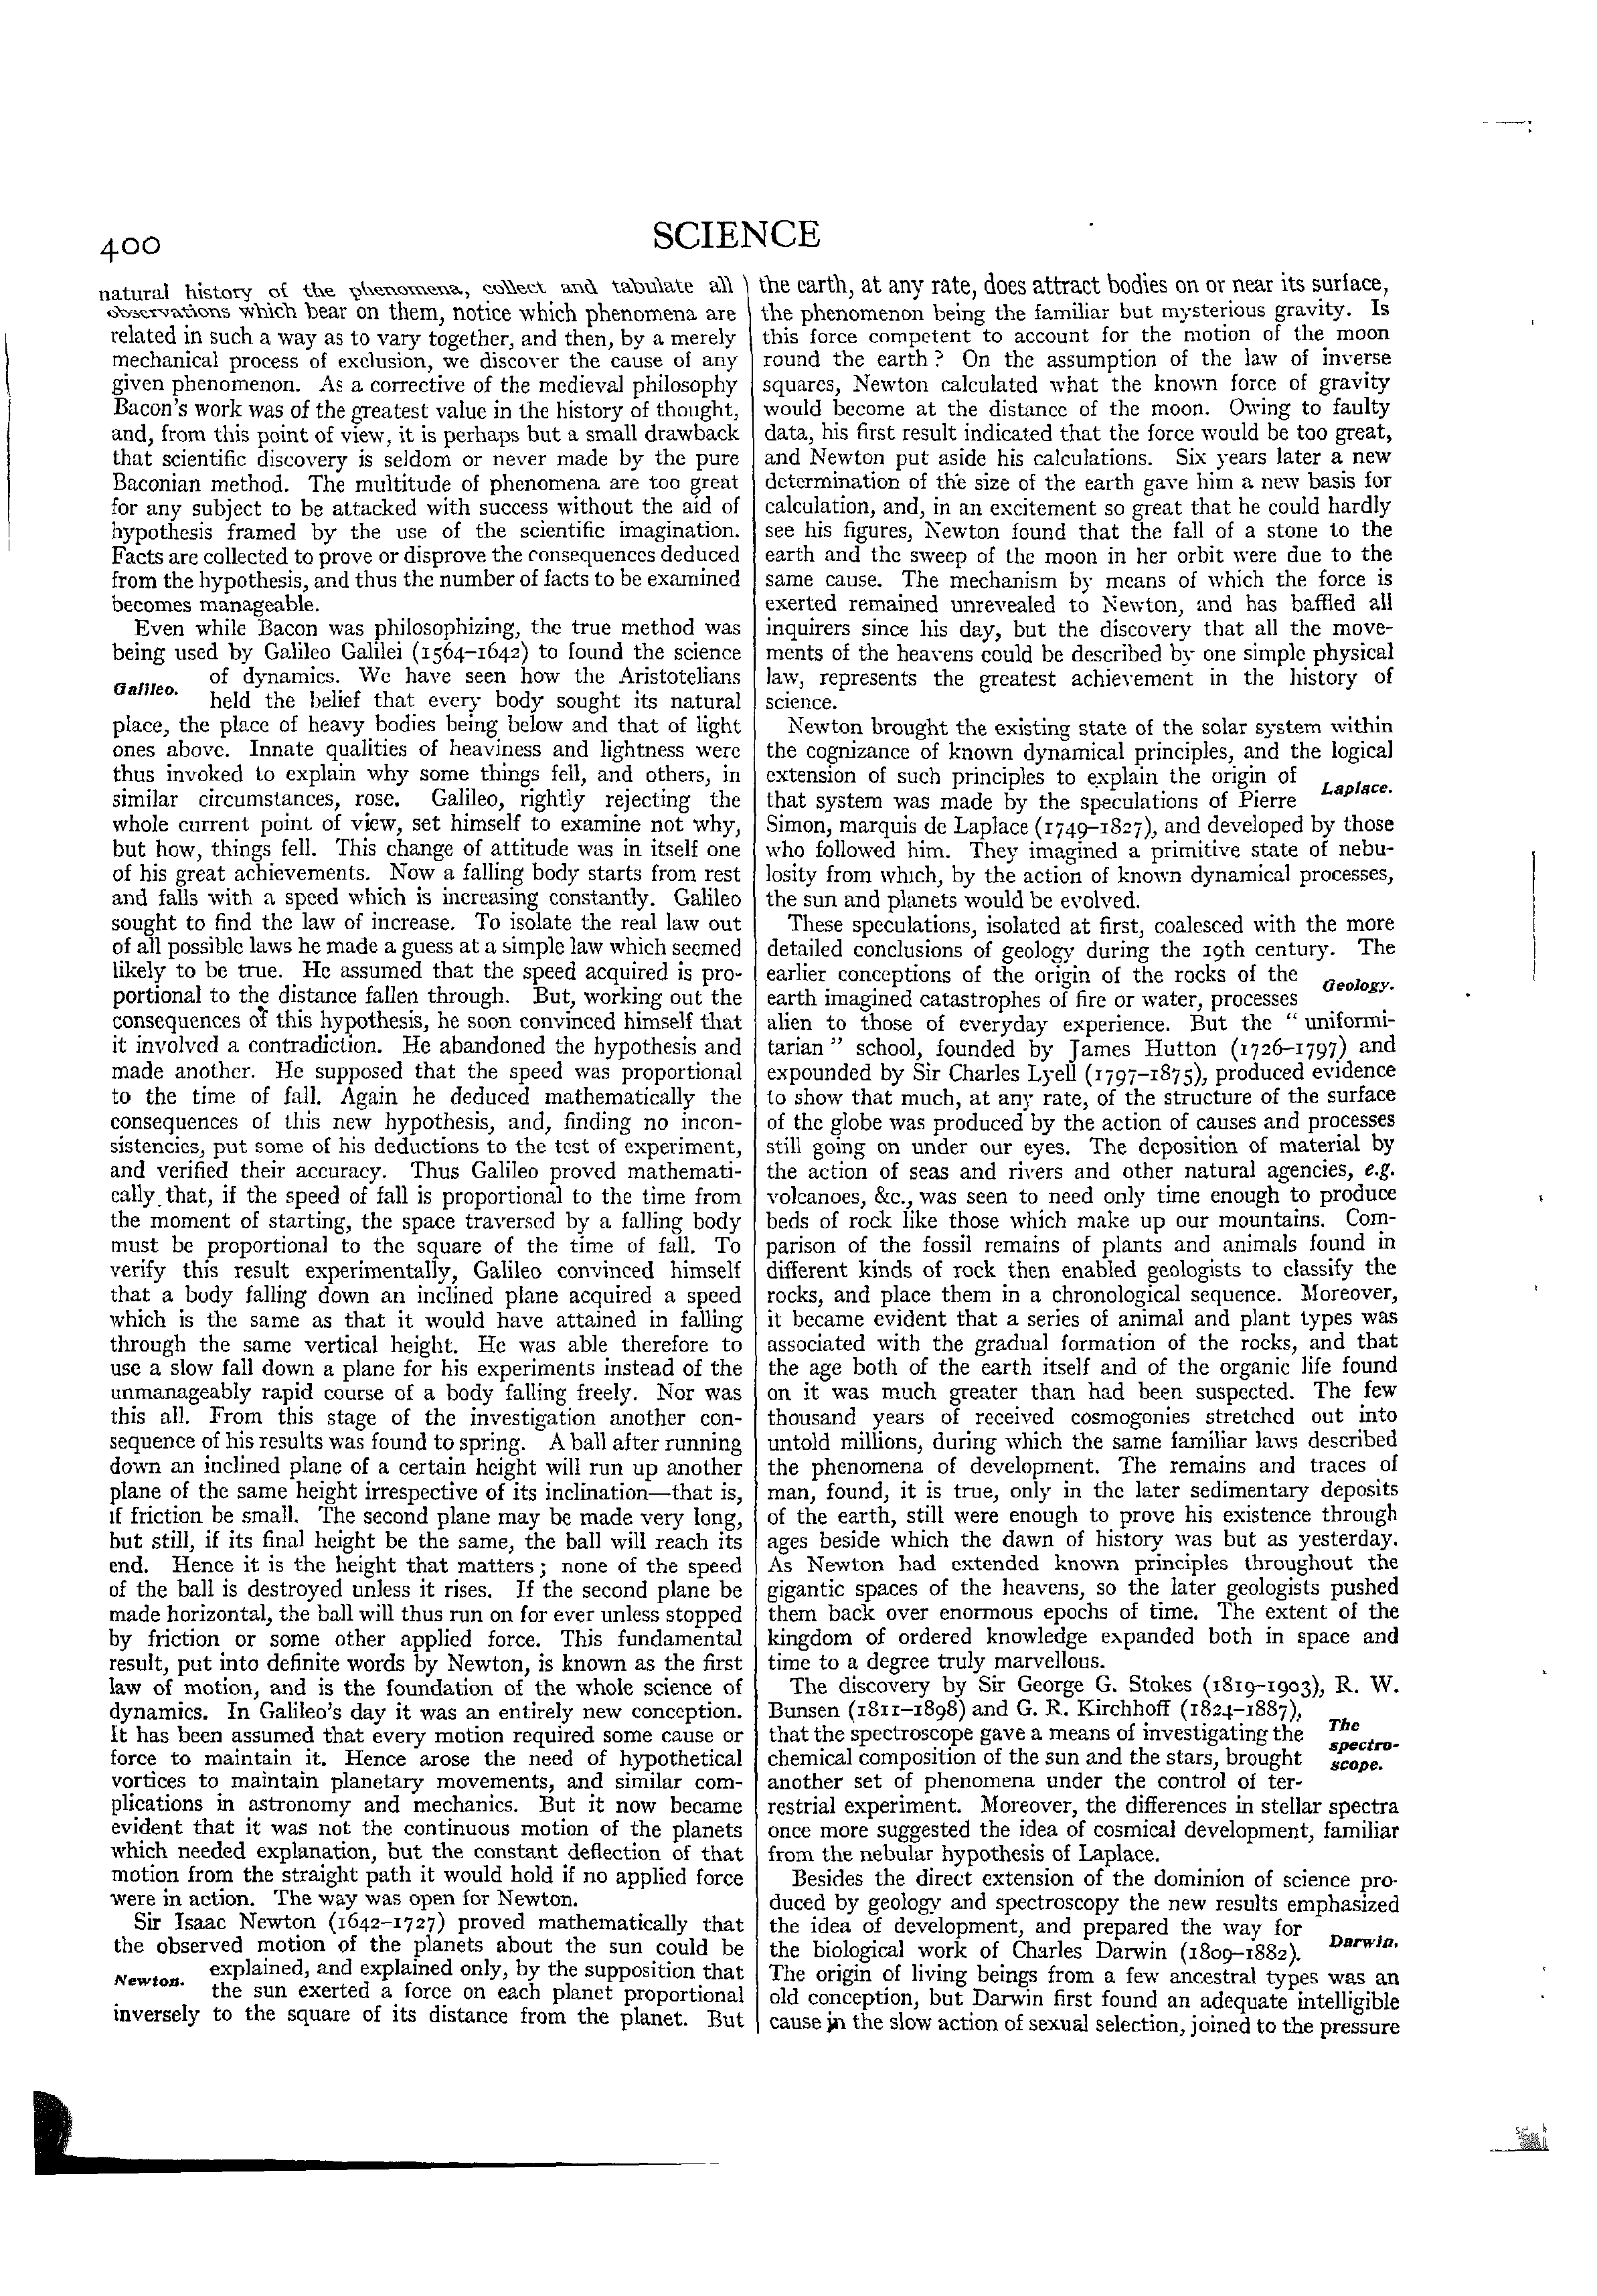 400
SCIENCE
natural history of the phenomena, collect and tabulate all
observations which bear on them, notice which phenomena are
related in such a way as to vary together, and then, by a merely
mechanical process of exclusion, we discover the cause of any
given phenomenon. As a corrective of the medieval philosophy
Bacon's work was of the greatest value in the history of thought,
and, from this point of view, it is perhaps but a small drawback
that scientific discovery is seldom or never made by the pure
Baconian method. The multitude of phenomena are too great
for any subject to be attacked with success without the aid of
hypothesis framed by the use of the scientific imagination.
Facts are collected to prove or disprove the consequences deduced
from the hypothesis, and thus the number of facts to be examined
becomes manageable.
Even while Bacon was philosophizing, the true method was
being used by Galileo Galilei (1564–1642) to found the science
Galileo.
of dynamics. We have seen how the Aristotelians
held the belief that every body sought its natural
place, the place of heavy bodies being below and that of light
ones above. Innate qualities of heaviness and lightness were
thus invoked to explain why some things fell, and others, in
similar circumstances, rose. Galileo, rightly rejecting the
whole current point of view, set himself to examine not why,
but how, things fell. This change of attitude was in itself one
of his great achievements. Now a falling body starts from rest
and falls with a speed which is increasing constantly. Galileo
sought to find the law of increase. To isolate the real law out
of all possible laws he made a guess at a simple law which seemed
likely to be true. He assumed that the speed acquired is pro-
portional to the distance fallen through. But, working out the
consequences of this hypothesis, he soon convinced himself that
it involved a contradiction. He abandoned the hypothesis and
made another. He supposed that the speed was proportional
to the time of fall. Again he deduced mathematically the
consequences of this new hypothesis, and, finding no incon-
sistencies, put some of his deductions to the test of experiment,
and verified their accuracy. Thus Galileo proved mathemati-
cally that, if the speed of fall is proportional to the time from
the moment of starting, the space traversed by a falling body
must be proportional to the square of the time of fall. To
verify this result experimentally, Galileo convinced himself
that a body falling down an inclined plane acquired a speed
which is the same as that it would have attained in falling
through the same vertical height. He was able therefore to
use a slow fall down a plane for his experiments instead of the
unmanageably rapid course of a body falling freely. Nor was
this all. From this stage of the investigation another con-
sequence of his results was found to spring. A ball after running
down an inclined plane of a certain height will run up another
plane of the same height irrespective of its inclination—that is,
if friction be small. The second plane may be made very long,
but still, if its final height be the same, the ball will reach its
end. Hence it is the height that matters; none of the speed
of the ball is destroyed unless it rises. If the second plane be
made horizontal, the ball will thus run on for ever unless stopped
by friction or some other applied force. This fundamental
result, put into definite words by Newton, is known as the first
law of motion, and is the foundation of the whole science of
dynamics. In Galileo's day it was an entirely new conception.
It has been assumed that every motion required some cause or
force to maintain it. Hence arose the need of hypothetical
vortices to maintain planetary movements, and similar com-
plications in astronomy and mechanics. But it now became
evident that it was not the continuous motion of the planets
which needed explanation, but the constant deflection of that
motion from the straight path it would hold if no applied force
were in action. The way was open for Newton.
Sir Isaac Newton (1642–1727) proved mathematically that
the observed motion of the planets about the sun could be
Newton.
explained, and explained only, by the supposition that
the sun exerted a force on each planet proportional
inversely to the square of its distance from the planet. But
the earth, at any rate, does attract bodies on or near its surface,
the phenomenon being the familiar but mysterious gravity. Is
this force competent to account for the motion of the moon
round the earth? On the assumption of the law of inverse
squares, Newton calculated what the known force of gravity
would become at the distance of the moon. Owing to faulty
data, his first result indicated that the force would be too great,
and Newton put aside his calculations. Six years later a new
determination of the size of the earth gave him a new basis for
calculation, and, in an excitement so great that he could hardly
see his figures, Newton found that the fall of a stone to the
earth and the sweep of the moon in her orbit were due to the
same cause. The mechanism by means of which the force is
exerted remained unrevealed to Newton, and has baffled all
inquirers since his day, but the discovery that all the move-
ments of the heavens could be described by one simple physical
law, represents the greatest achievement in the history of
science.
Newton brought the existing state of the solar system within
the cognizance of known dynamical principles, and the logical
extension of such principles to explain the origin of
Laplace.
that system was made by the speculations of Pierre
Simon, marquis de Laplace (1749–1827), and developed by those
who followed him. They imagined a primitive state of nebu-
losity from which, by the action of known dynamical processes,
the sun and planets would be evolved.
These speculations, isolated at first, coalesced with the more
detailed conclusions of geology during the 19th century. The
earlier conceptions of the origin of the rocks of the
Geology.
earth imagined catastrophes of fire or water, processes
alien to those of everyday experience. But the " uniformi-
tarian " school, founded by James Hutton (1726–1797) and
expounded by Sir Charles Lyell (1797–1875), produced evidence
to show that much, at any rate, of the structure of the surface
of the globe was produced by the action of causes and processes
still going on under our eyes. The deposition of material by
the action of seas and rivers and other natural agencies, e.g.
volcanoes, &c., was seen to need only time enough to produce
beds of rock like those which make up our mountains. Com-
parison of the fossil remains of plants and animals found in
different kinds of rock then enabled geologists to classify the
rocks, and place them in a chronological sequence. Moreover,
it became evident that a series of animal and plant types was
associated with the gradual formation of the rocks, and that
the age both of the earth itself and of the organic life found
on it was much greater than had been suspected. The few
thousand years of received cosmogonies stretched out into
untold millions, during which the same familiar laws described
the phenomena of development. The remains and traces of
man, found, it is true, only in the later sedimentary deposits
of the earth, still were enough to prove his existence through
ages beside which the dawn of history was but as yesterday.
As Newton had extended known principles throughout the
gigantic spaces of the heavens, so the later geologists pushed
them back over enormous epochs of time. The extent of the
kingdom of ordered knowledge expanded both in space and
time to a degree truly marvellous.
The discovery by Sir George G. Stokes (1819–1903), R. W.
Bunsen (1811–1898) and G. R. Kirchhoff (1824–1887),
that the spectroscope gave a means of investigating the
The
spectro-
scope.
chemical composition of the sun and the stars, brought
another set of phenomena under the control of ter-
restrial experiment. Moreover, the differences in stellar spectra
once more suggested the idea of cosmical development, familiar
from the nebular hypothesis of Laplace.
Besides the direct extension of the dominion of science pro-
duced by geology and spectroscopy the new results emphasized
the idea of development, and prepared the way for
Darwin.
the biological work of Charles Darwin (1809–1882).
The origin of living beings from a few ancestral types was an
old conception, but Darwin first found an adequate intelligible
cause in the slow action of sexual selection, joined to the pressure